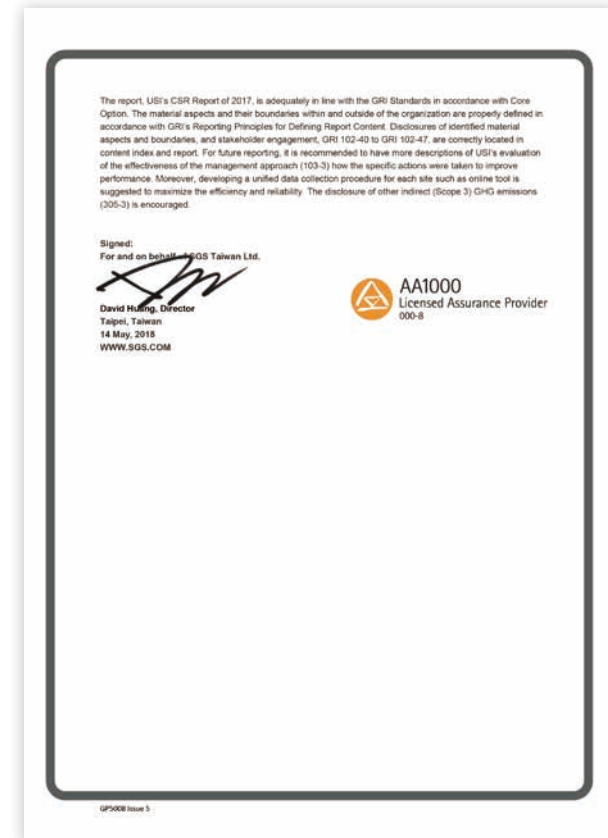 The report, USI's CSR Report of 2017, is adequately in line with the GRI Standards in accordance with Core
Option. The material aspects and their boundaries within and outside of the organization are properly defined in
accordance with GRI's Reporting Principles for Defining Report Content. Disclosures of identified material
aspects and boundaries, and stakeholder engagement, GRI 102-40 to GRI 102-47, are correctly located in
content index and report. For future reporting, it is recommended to have more descriptions of USI's evaluation
of the effectiveness of the management approach (103-3) how the specific actions were taken to improve
performance. Moreover, developing a unified data collection procedure for each site such as online tool is
suggested to maximize the efficiency and reliability. The disclosure of other indirect (Scope 3) GHG emissions
(305-3) is encouraged.
Signed:
For and on behalf of SGS Taiwan Ltd.
David Huang, Director
Taipei, Taiwan
14 May, 2018
WWW.SGS.COM
AA1000
Licensed Assurance Provider
000-8
GP5008 Issue 5